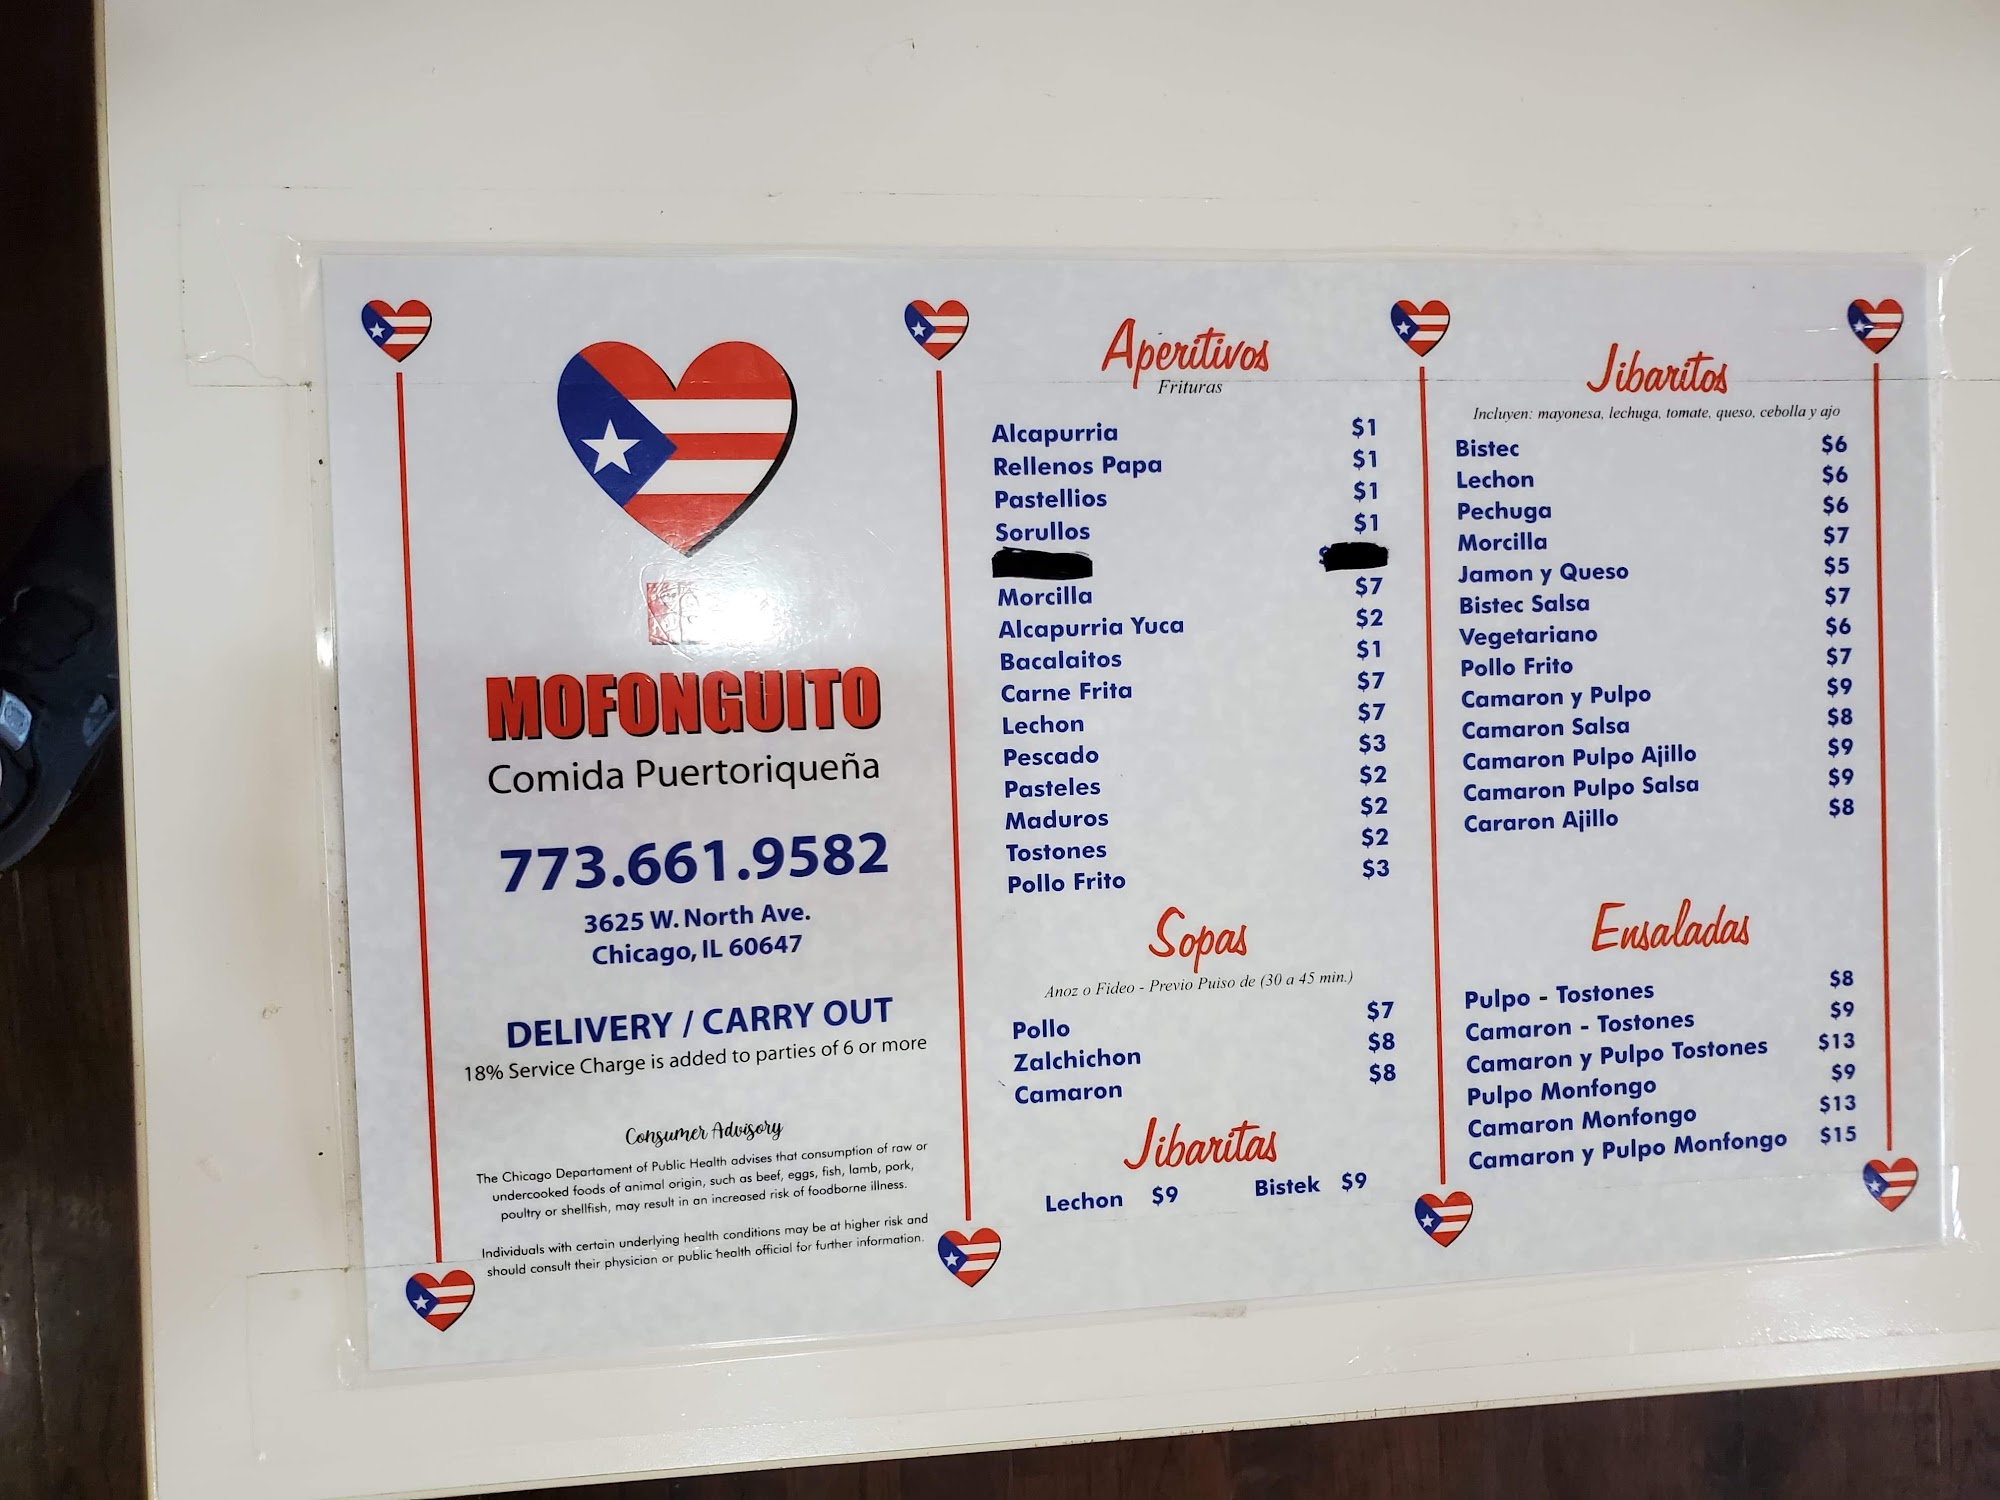 MOFONGUITO
Comida Puertoriqueña
773.661.9582
3625 W. North Ave.
Chicago, IL 60647
DELIVERY / CARRY OUT
18% Service Charge is added to parties of 6 or more
Consumer Advisory
The Chicago Departament of Public Health advises that consumption of raw or
undercooked foods of animal origin, such as beef, eggs, fish, lamb, pork,
poultry or shellfish, may result in an increased risk of foodborne illness.
Individuals with certain underlying health conditions may be at higher risk and
should consult their physician or public health official for further information.
Aperitivos
Frituras
Alcapurria $1
Rellenos Papa $1
Pastellios $1
Sorullos $1
$
Morcilla $7
Alcapurria Yuca $2
Bacalaitos $1
Carne Frita $7
Lechon $7
Pescado $3
Pasteles $2
Maduros $2
Tostones $2
Pollo Frito $3
Sopas
Anoz o Fideo - Previo Puiso de (30 a 45 min.)
Pollo $7
Zalchichon $8
Camaron $8
Jibaritas
Lechon $9 Bistek $9
Jibaritos
Incluyen: mayonesa, lechuga, tomate, queso, cebolla y ajo
Bistec $6
Lechon $6
Pechuga $6
Morcilla $7
Jamon y Queso $5
Bistec Salsa $7
Vegetariano $6
Pollo Frito $7
Camaron y Pulpo $9
Camaron Salsa $8
Camaron Pulpo Ajillo $9
Camaron Pulpo Salsa $9
Cararon Ajillo $8
Ensaladas
Pulpo - Tostones $8
Camaron - Tostones $9
Camaron y Pulpo Tostones $13
Pulpo Monfongo $9
Camaron Monfongo $13
Camaron y Pulpo Monfongo $15